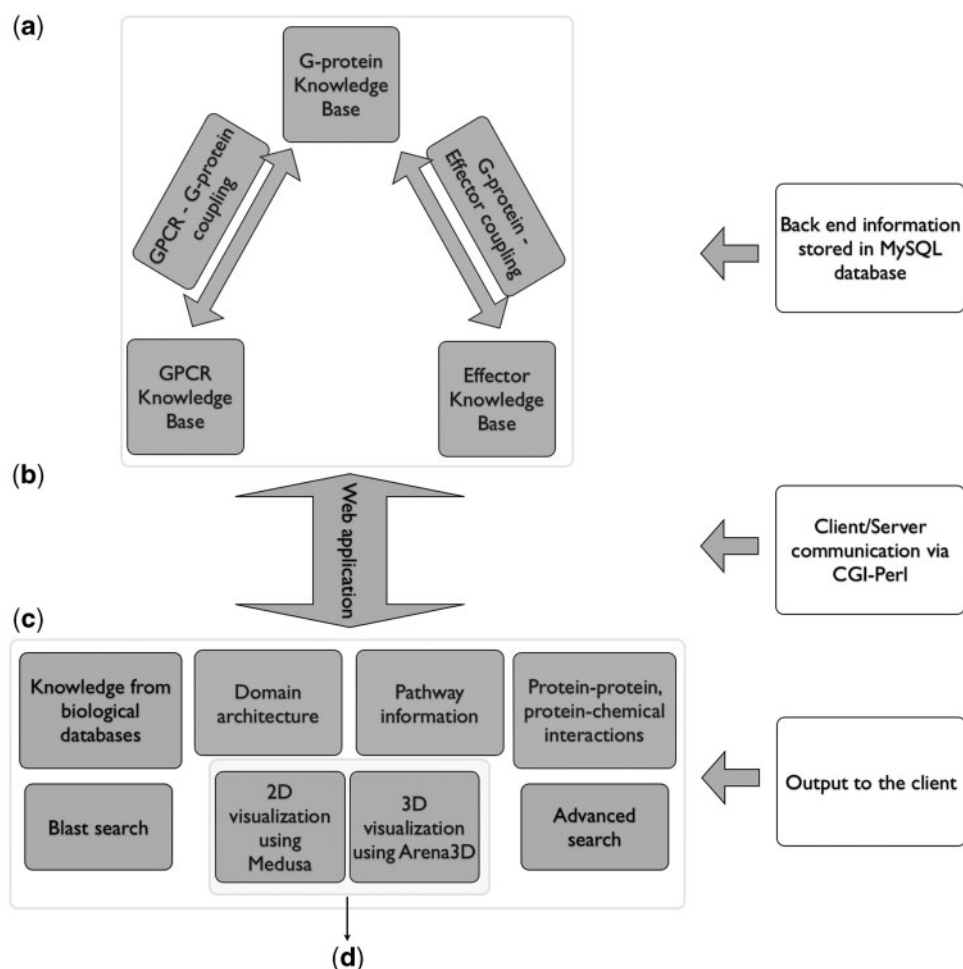 (a)
G-protein
Knowledge
Base
GPCR - G-protein
coupling
G-protein -
Effector coupling
GPCR
Knowledge
Base
Effector
Knowledge
Base
Back end information
stored in MySQL
database
(b)
Web application
Client/Server
communication via
CGI-Perl
(c)
Knowledge from
biological
databases
Domain
architecture
Pathway
information
Protein-protein,
protein-chemical
interactions
Blast search
2D
visualization
using
Medusa
3D
visualization
using Arena3D
Advanced
search
Output to the client
(d)